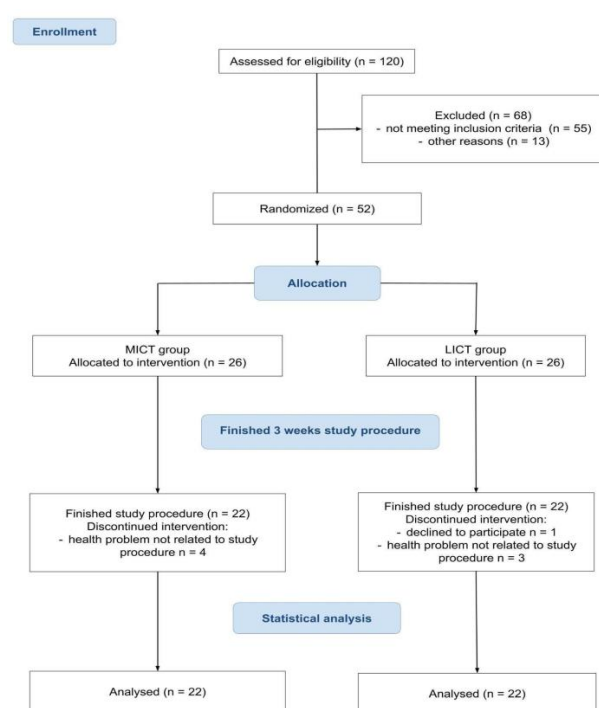 Enrollment
Assessed for eligibility (n = 120)
Excluded (n = 68)
- not meeting inclusion criteria (n = 55)
- other reasons (n = 13)
Randomized (n = 52)
Allocation
MICT group
Allocated to intervention (n = 26)
LICT group
Allocated to intervention (n = 26)
Finished 3 weeks study procedure
Finished study procedure (n = 22)
Discontinued intervention:
- health problem not related to study
procedure n = 4
Finished study procedure (n = 22)
Discontinued intervention:
- declined to participate n = 1
- health problem not related to study
procedure n = 3
Statistical analysis
Analysed (n = 22)
Analysed (n = 22)